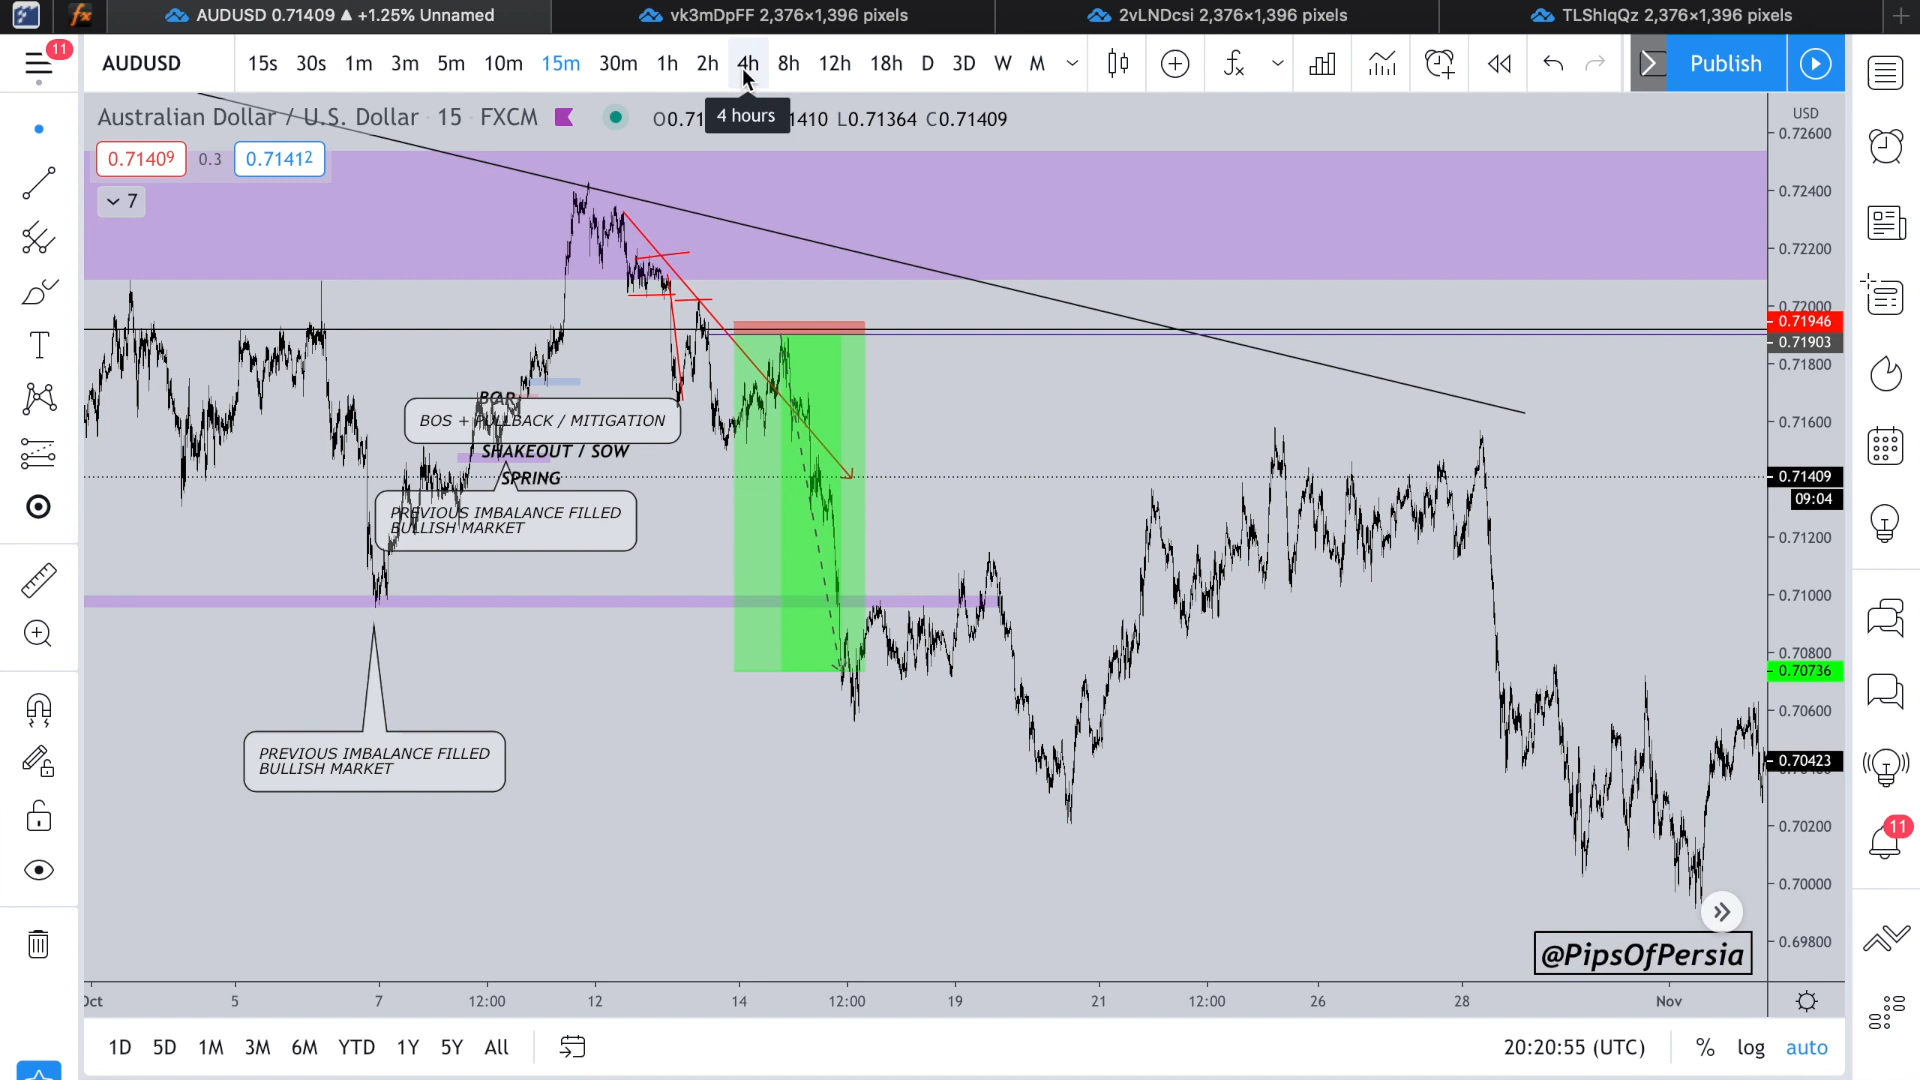 AUDUSD 0.71409 ▲ +1.25% Unnamed
vk3mDpFF 2,376×1,396 pixels
2vLNDcsi 2,376×1,396 pixels
TLShIqQz 2,376×1,396 pixels
11
AUDUSD
15s 30s 1m 3m 5m 10m 15m 30m 1h 2h 4h 8h 12h 18h D 3D W M
Publish
Australian Dollar / U.S. Dollar 15 FXCM
O0.71 1410 L0.71364 C0.71409
4 hours
USD
0.71409 0.3 0.71412
7
0.72600
0.72400
0.72200
0.72000
0.71946
0.71903
0.71800
0.71600
0.71409
09:04
0.71200
0.71000
0.70800
0.70736
0.70600
0.70423
0.70200
0.70000
0.69800
BOS + PULLBACK / MITIGATION
SHAKEOUT / SOW
SPRING
PREVIOUS IMBALANCE FILLED
BULLISH MARKET
PREVIOUS IMBALANCE FILLED
BULLISH MARKET
11
@PipsOfPersia
Oct 5 7 12:00 12 14 12:00 19 21 12:00 26 28 Nov
1D 5D 1M 3M 6M YTD 1Y 5Y All
20:20:55 (UTC) % log auto